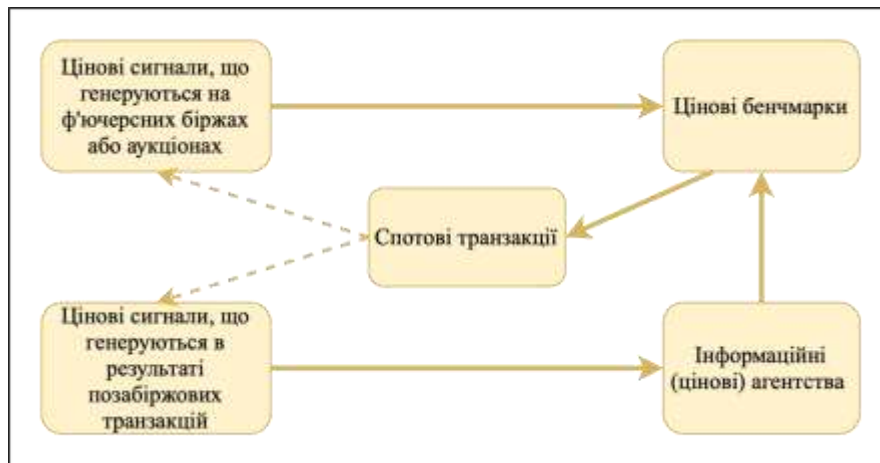 Цінові сигнали, що
генеруються на
ф'ючерсних біржах
або аукціонах
Цінові бенчмарки
Спотові транзакції
Цінові сигнали, що
генеруються в
результаті
позабіржових
транзакцій
Інформаційні
(цінові) агентства